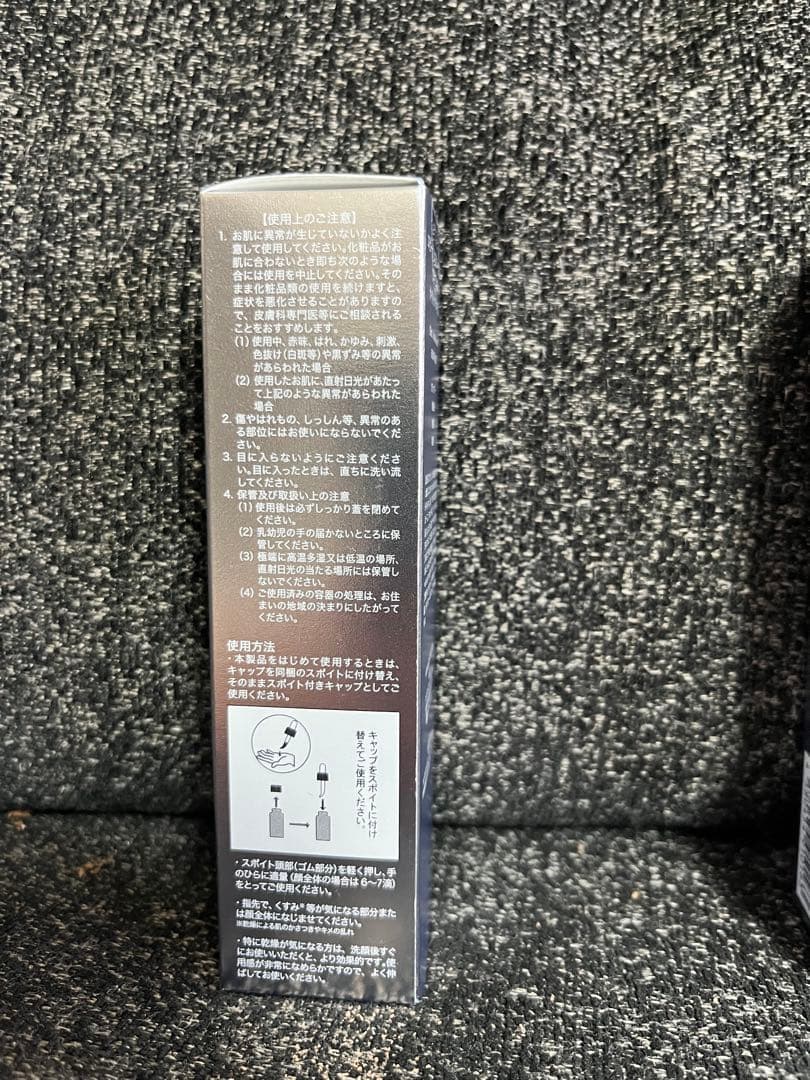 【使用上のご注意】
1. お肌に異常が生じていないかよく注
意して使用してください。化粧品がお
肌に合わないとき即ち次のような場
合には使用を中止してください。その
まま化粧品類の使用を続けますと、
症状を悪化させることがありますの
で、皮膚科専門医等にご相談される
ことをおすすめします。
(1) 使用中、赤味、はれ、かゆみ、刺激、
色抜け(白斑等)や黒ずみ等の異常
があらわれた場合
(2) 使用したお肌に、直射日光があたっ
て上記のような異常があらわれた
場合
2. 傷やはれもの、しっしん等、異常のあ
る部位にはお使いにならないでくだ
さい。
3. 目に入らないようにご注意くださ
い。目に入ったときは、直ちに洗い流
してください。
4. 保管及び取扱い上の注意
(1) 使用後は必ずしっかり蓋を閉めて
ください。
(2) 乳幼児の手の届かないところに保
管してください。
(3) 極端に高温多湿又は低温の場所、
直射日光の当たる場所には保管し
ないでください。
(4) ご使用済みの容器の処理は、お住
まいの地域の決まりにしたがって
ください。
使用方法
・本製品をはじめて使用するときは、
キャップを同梱のスポイトに付け替え、
そのままスポイト付きキャップとしてご
使用ください。
キャップをスポイトに付け
替えてご使用ください。
・スポイト頭部(ゴム部分)を軽く押し、手
のひらに適量(顔全体の場合は6〜7滴)
をとってご使用ください。
・指先で、くすみ※等が気になる部分また
は顔全体になじませてください。
※乾燥による肌のかさつきやキメの乱れ
・特に乾燥が気になる方は、洗顔後すぐ
にお使いいただくと、より効果的です。使
用感が非常になめらかですので、よく伸
ばしてお使いください。